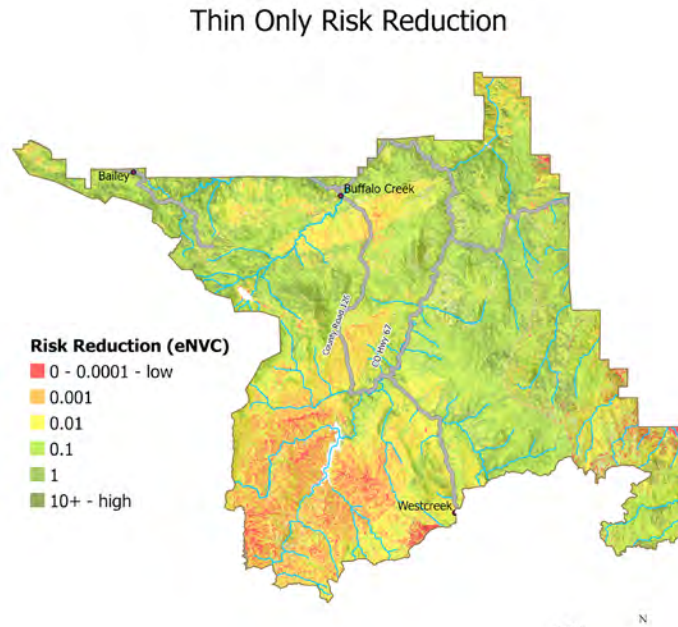 Thin Only Risk Reduction
Bailey
Buffalo Creek
County Road 126
CO Hwy 67
Risk Reduction (eNVC)
0 - 0.0001 - low
0.001
0.01
0.1
1
10+ - high
Westcreek
N